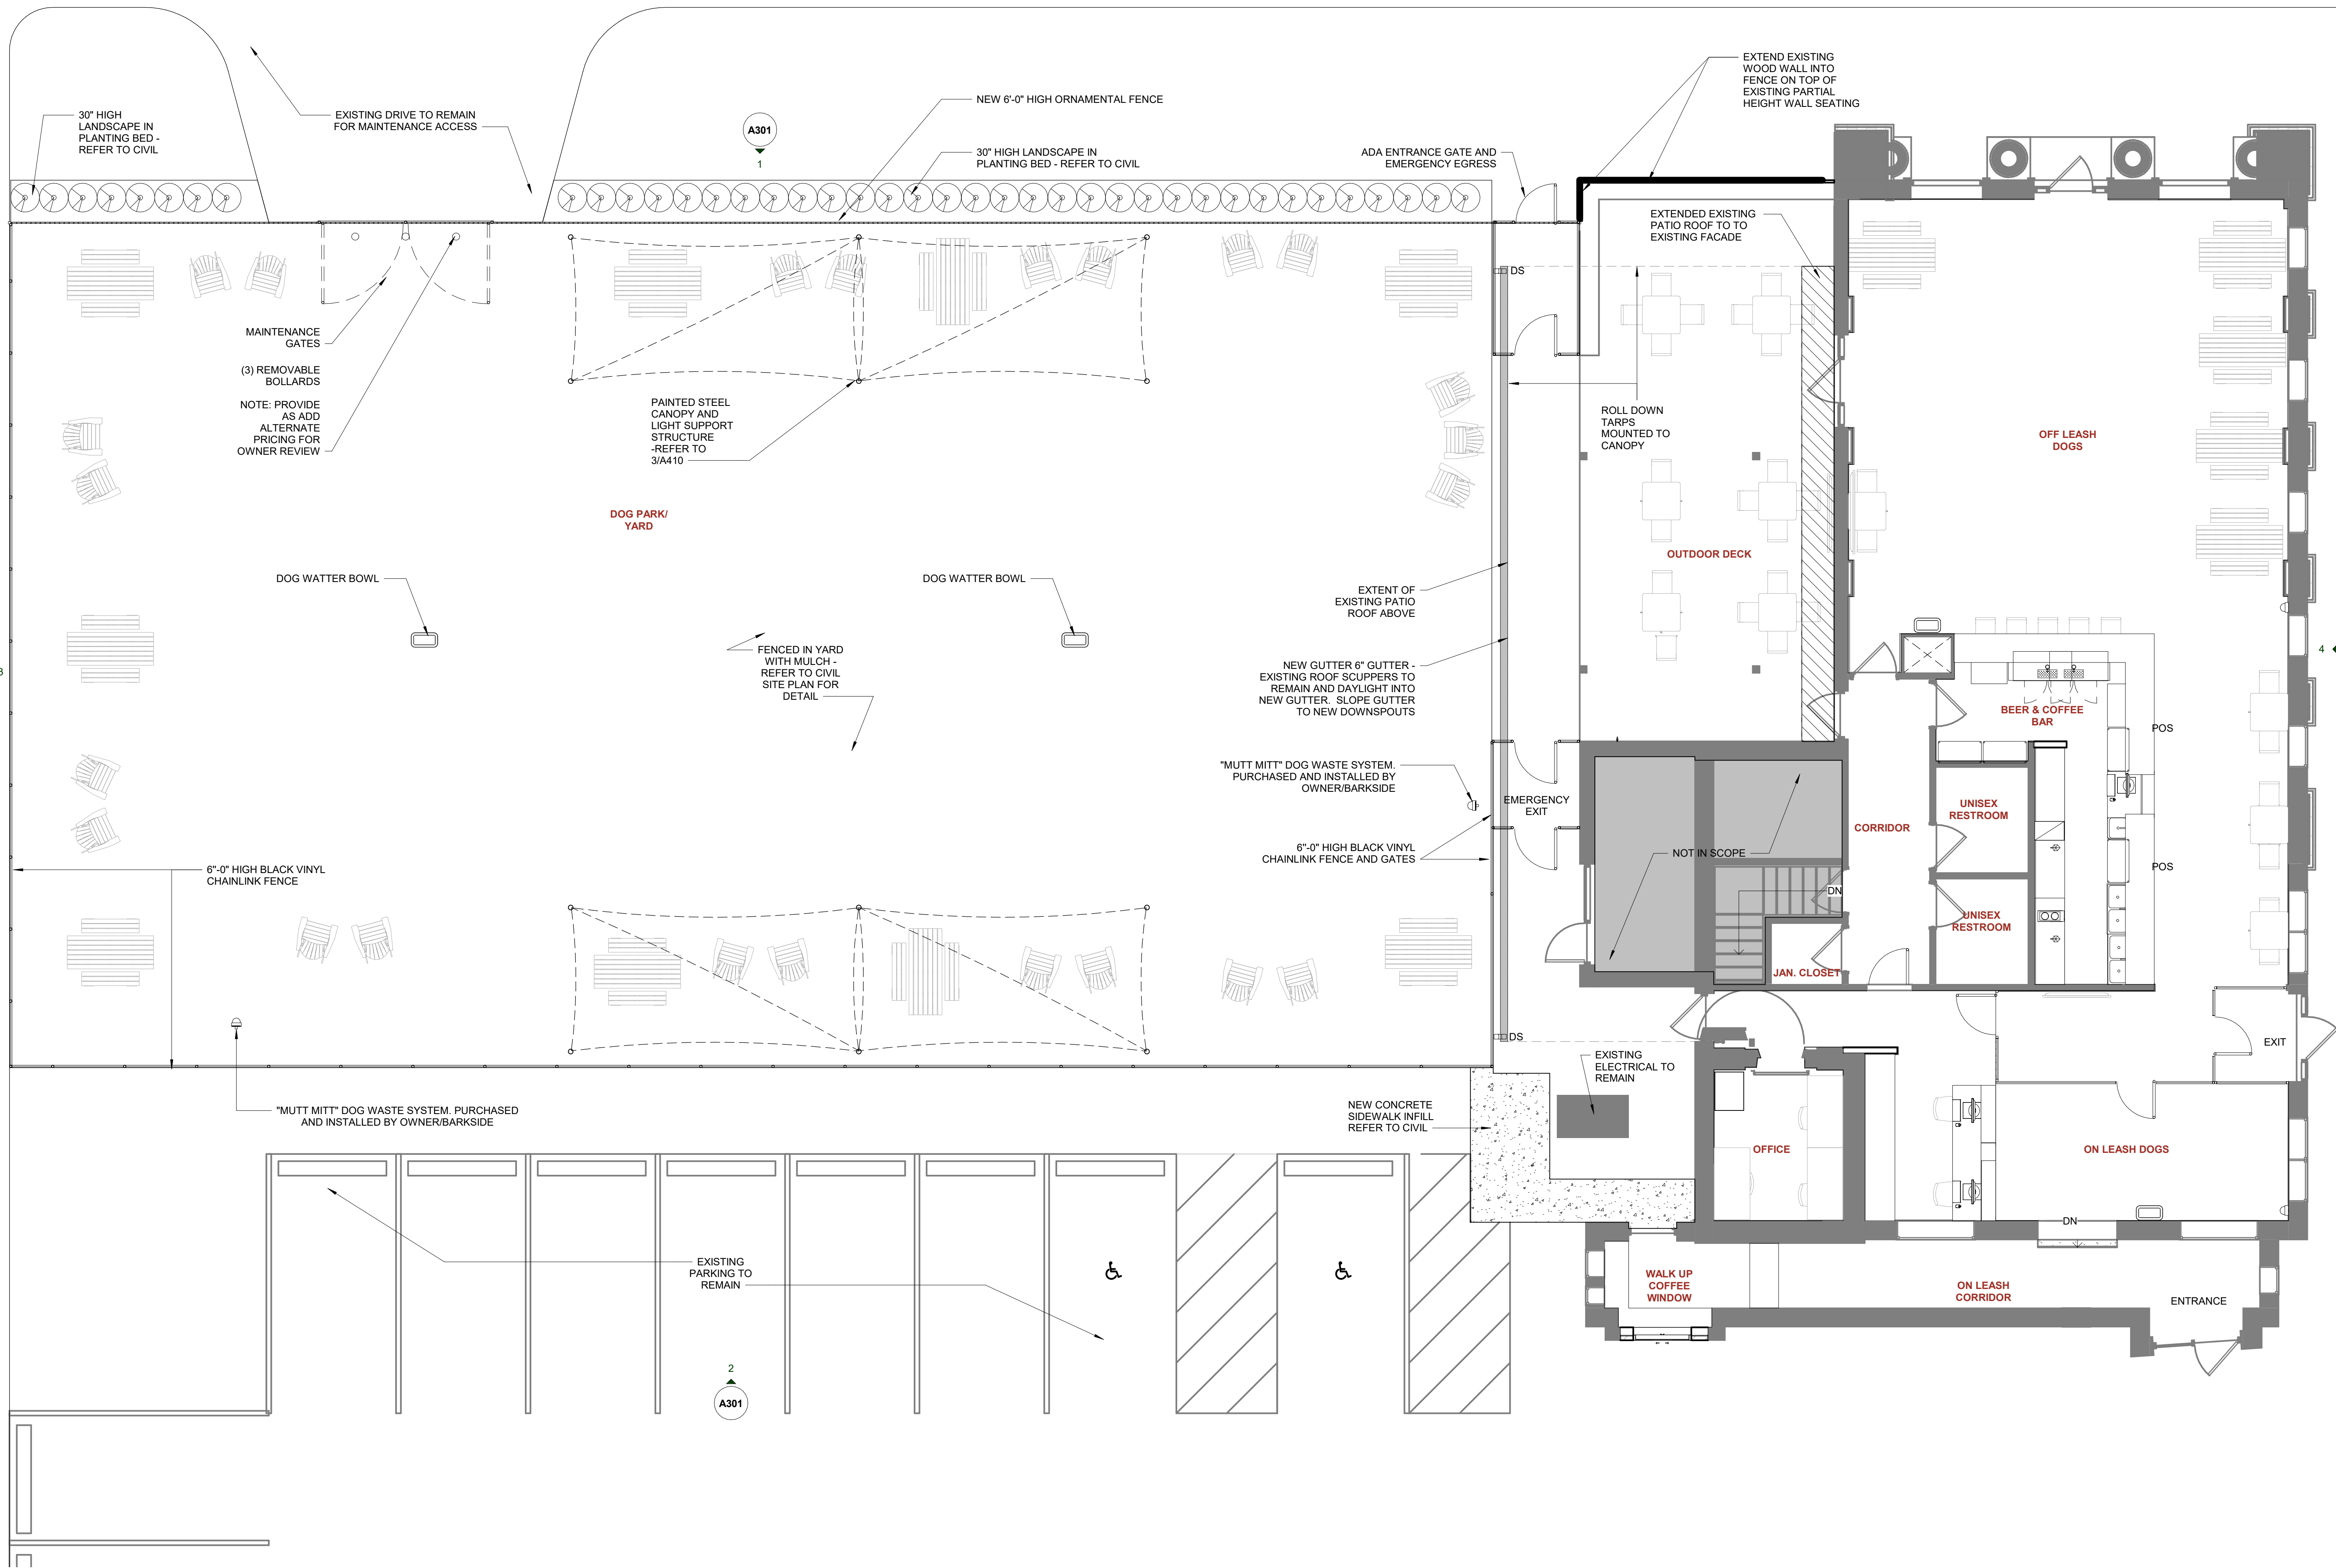 EXTEND EXISTING
WOOD WALL INTO
FENCE ON TOP OF
EXISTING PARTIAL
HEIGHT WALL SEATING
30" HIGH
LANDSCAPE IN
PLANTING BED -
REFER TO CIVIL
EXISTING DRIVE TO REMAIN
FOR MAINTENANCE ACCESS
NEW 6'-0" HIGH ORNAMENTAL FENCE
A301
1
30" HIGH LANDSCAPE IN
PLANTING BED - REFER TO CIVIL
ADA ENTRANCE GATE AND
EMERGENCY EGRESS
EXTENDED EXISTING
PATIO ROOF TO TO
EXISTING FACADE
DS
MAINTENANCE
GATES
(3) REMOVABLE
BOLLARDS
NOTE: PROVIDE
AS ADD
ALTERNATE
PRICING FOR
OWNER REVIEW
PAINTED STEEL
CANOPY AND
LIGHT SUPPORT
STRUCTURE
-REFER TO
3/A410
ROLL DOWN
TARPS
MOUNTED TO
CANOPY
OFF LEASH
DOGS
DOG PARK/
YARD
OUTDOOR DECK
DOG WATTER BOWL
DOG WATTER BOWL
EXTENT OF
EXISTING PATIO
ROOF ABOVE
3
FENCED IN YARD
WITH MULCH -
REFER TO CIVIL
SITE PLAN FOR
DETAIL
NEW GUTTER 6" GUTTER -
EXISTING ROOF SCUPPERS TO
REMAIN AND DAYLIGHT INTO
NEW GUTTER. SLOPE GUTTER
TO NEW DOWNSPOUTS
4
BEER & COFFEE
BAR
POS
"MUTT MITT" DOG WASTE SYSTEM.
PURCHASED AND INSTALLED BY
OWNER/BARKSIDE
EMERGENCY
EXIT
UNISEX
RESTROOM
CORRIDOR
6"-0" HIGH BLACK VINYL
CHAINLINK FENCE AND GATES
NOT IN SCOPE
POS
6"-0" HIGH BLACK VINYL
CHAINLINK FENCE
DN
UNISEX
RESTROOM
JAN. CLOSET
DS
EXIT
EXISTING
ELECTRICAL TO
REMAIN
"MUTT MITT" DOG WASTE SYSTEM. PURCHASED
AND INSTALLED BY OWNER/BARKSIDE
NEW CONCRETE
SIDEWALK INFILL
REFER TO CIVIL
OFFICE
ON LEASH DOGS
DN
EXISTING
PARKING TO
REMAIN
WALK UP
COFFEE
WINDOW
ON LEASH
CORRIDOR
ENTRANCE
2
A301